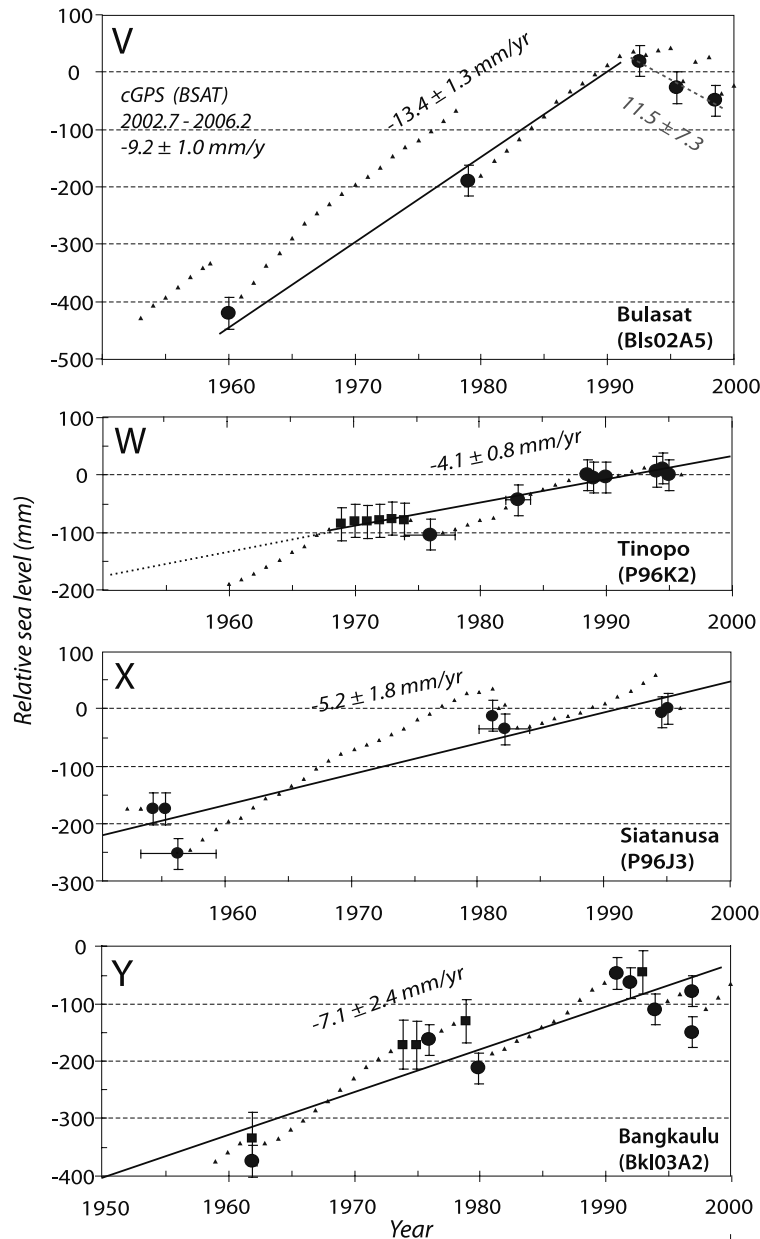 V
100
0
-100
-200
-300
-400
-500
cGPS (BSAT)
2002.7 - 2006.2
-9.2 ± 1.0 mm/y
-13.4 ± 1.3 mm/yr
11.5 ± 7.3
Bulasat
(Bls02A5)
1960 1970 1980 1990 2000
W
100
0
-100
-200
-4.1 ± 0.8 mm/yr
Tinopo
(P96K2)
1960 1970 1980 1990 2000
Relative sea level (mm)
X
100
0
-100
-200
-300
-5.2 ± 1.8 mm/yr
Siatanusa
(P96J3)
1960 1970 1980 1990 2000
Y
0
-100
-200
-300
-400
-7.1 ± 2.4 mm/yr
Bangkaulu
(Bkl03A2)
1950 1960 1970 1980 1990 2000
Year